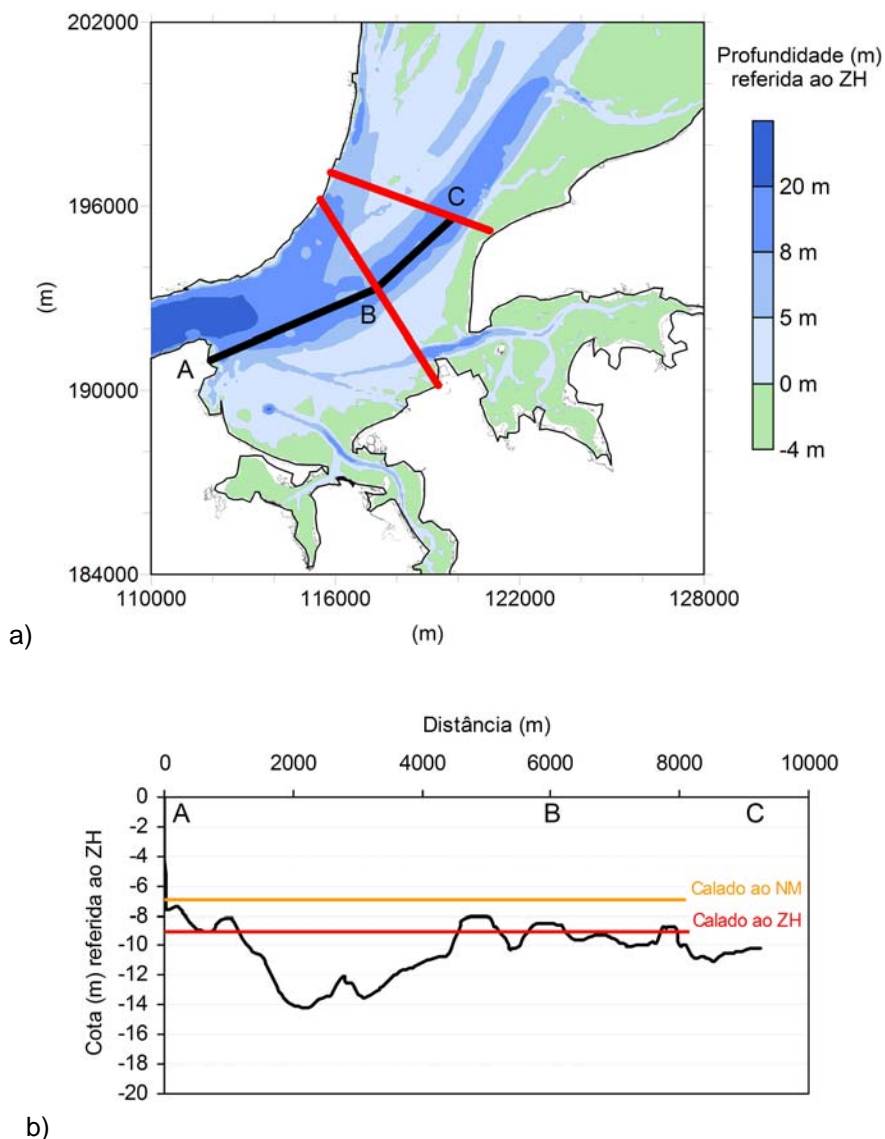 202000
196000
190000
184000
(m)
110000 116000 122000 128000
(m)
A
B
C
Profundidade (m)
referida ao ZH
20 m
8 m
5 m
0 m
-4 m
a)
Distância (m)
0 2000 4000 6000 8000 10000
0
-2
-4
-6
-8
-10
-12
-14
-16
-18
-20
Cota (m) referida ao ZH
A B C
Calado ao NM
Calado ao ZH
b)